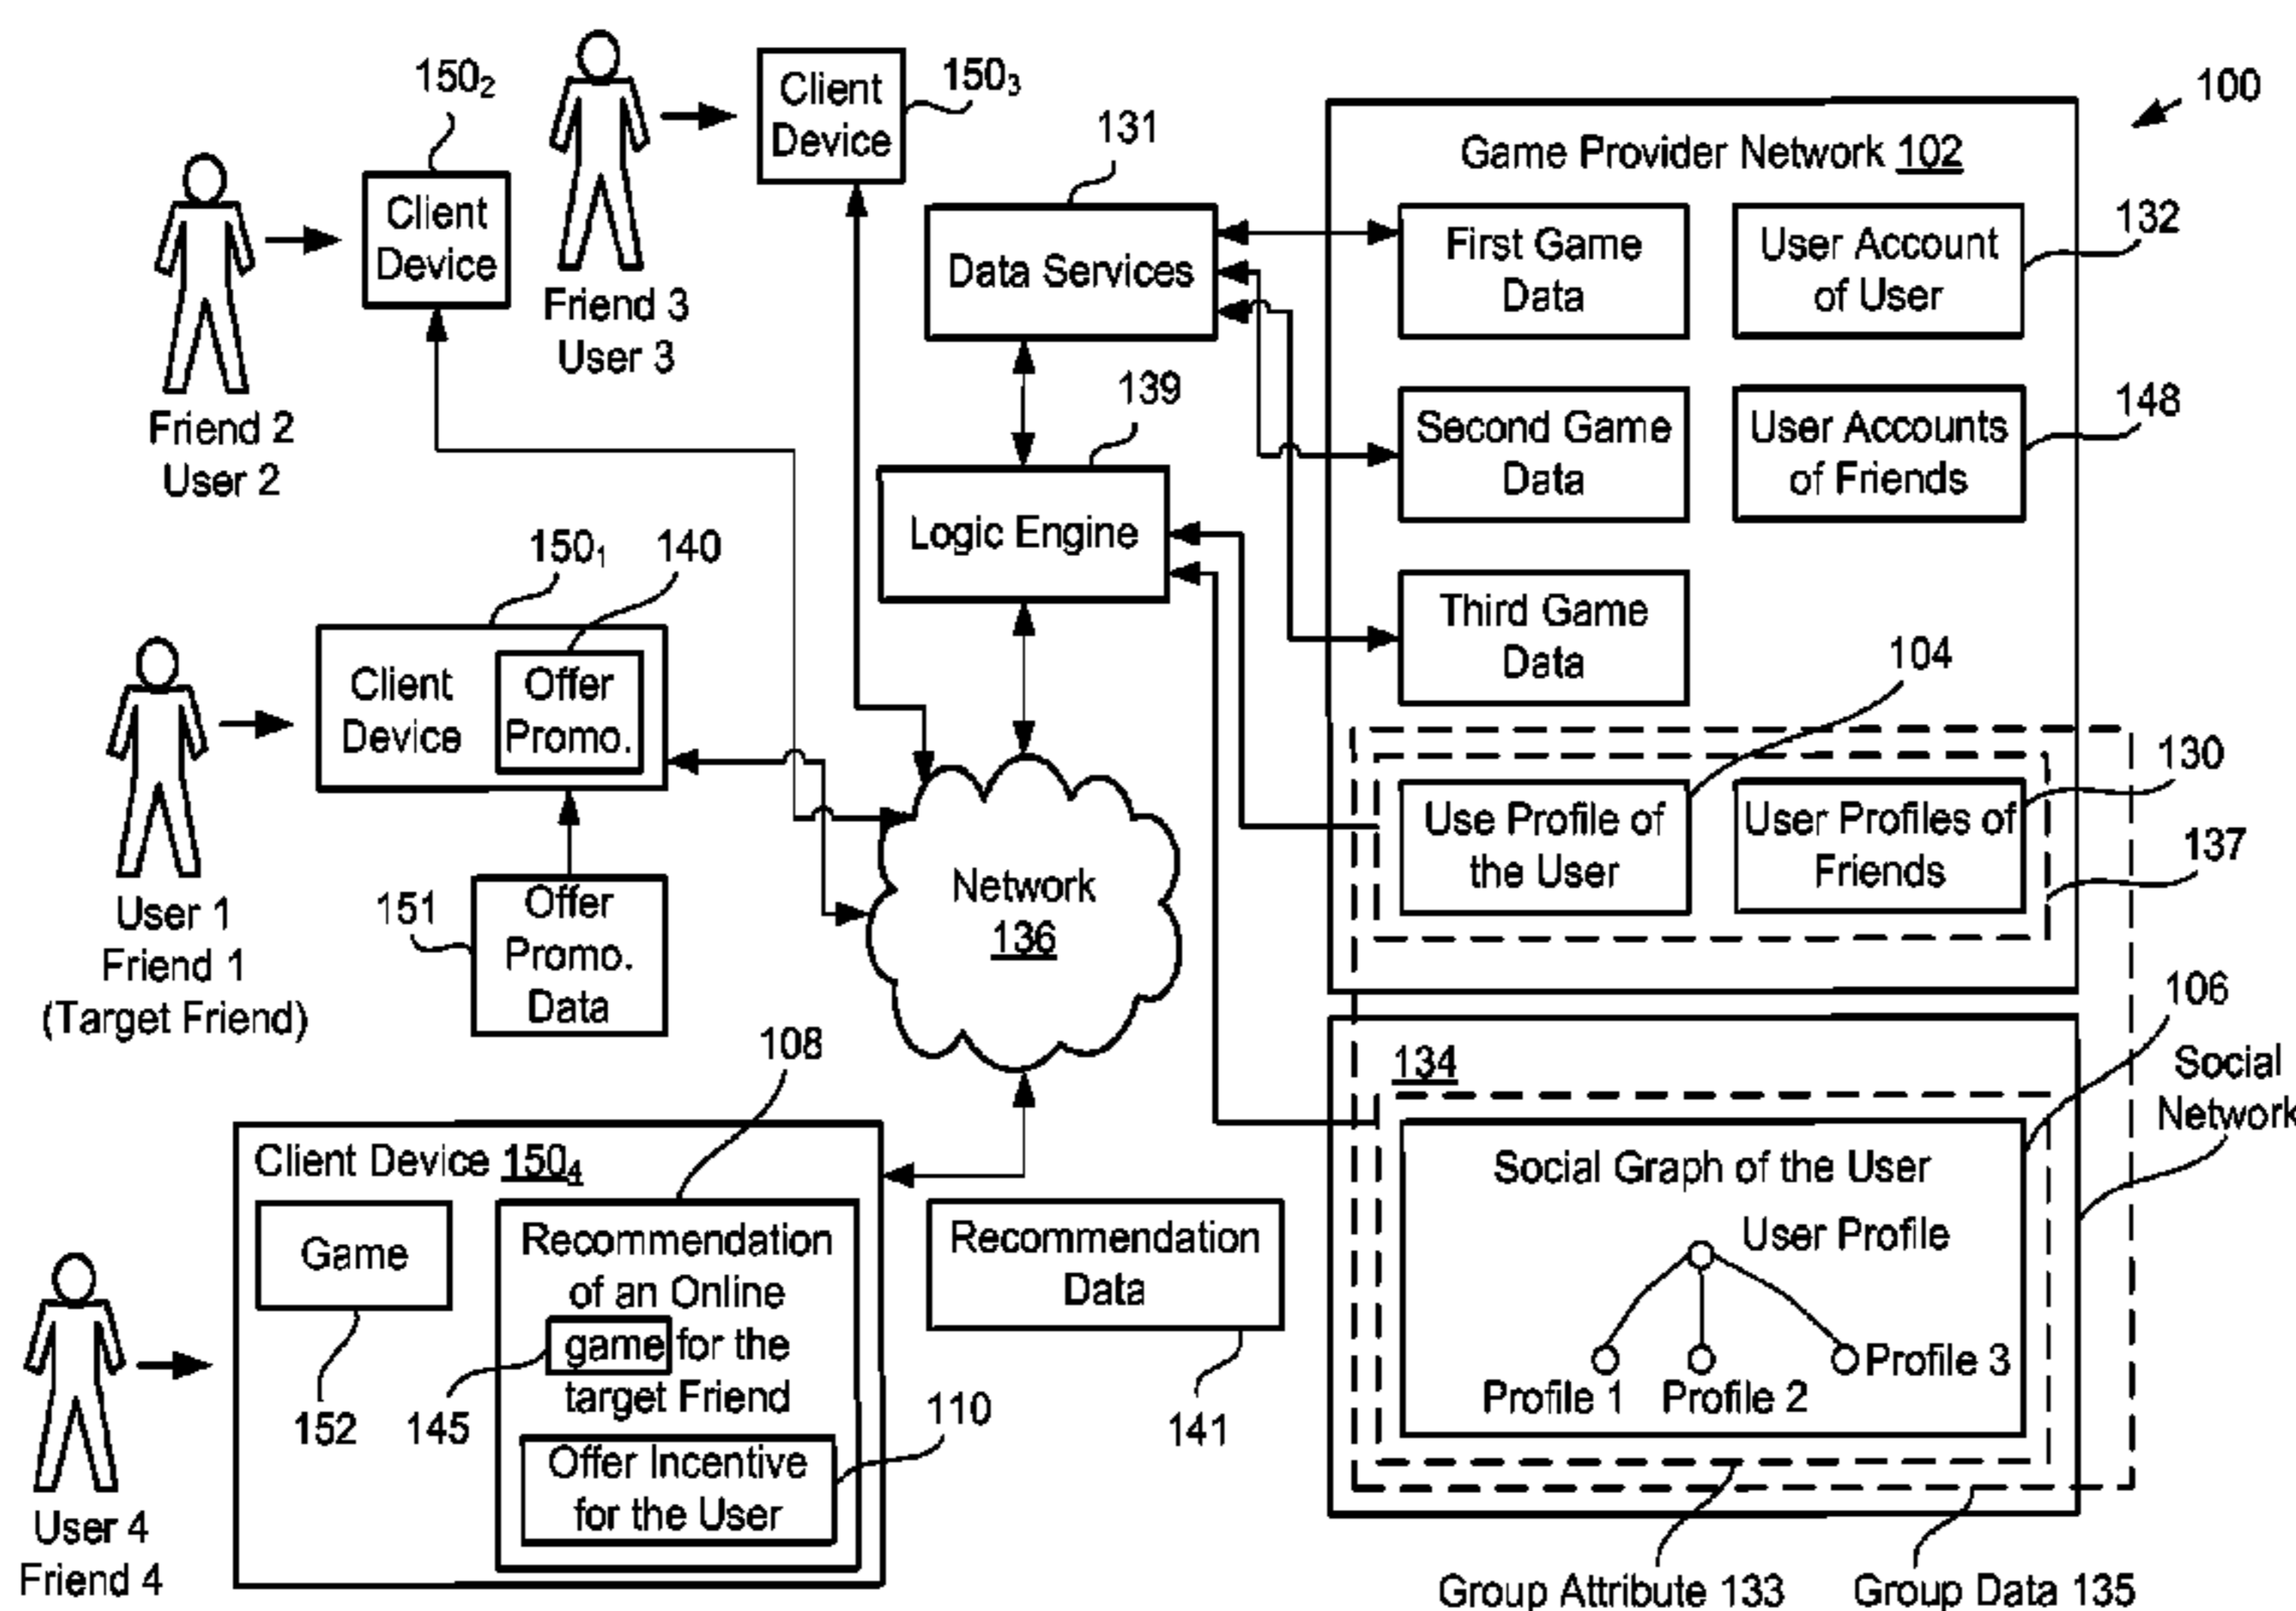 150₂
Client
Device
150₃
100
131
Game Provider Network 102
Client
Device
Data Services
First Game
Data
User Account
of User
132
Friend 3
User 3
139
Second Game
Data
User Accounts
of Friends
148
Friend 2
User 2
Logic Engine
150₁
140
Client
Device
Offer
Promo.
Third Game
Data
104
130
Use Profile of
the User
User Profiles of
Friends
137
Network
136
User 1
Friend 1
(Target Friend)
151
Offer
Promo.
Data
106
108
134
Social
Network
Client Device 150₄
Game
152
Recommendation
of an Online
game for the
target Friend
145
110
Offer Incentive
for the User
Recommendation
Data
141
Social Graph of the User
User Profile
Profile 3
Profile 1
Profile 2
User 4
Friend 4
Group Attribute 133
Group Data 135